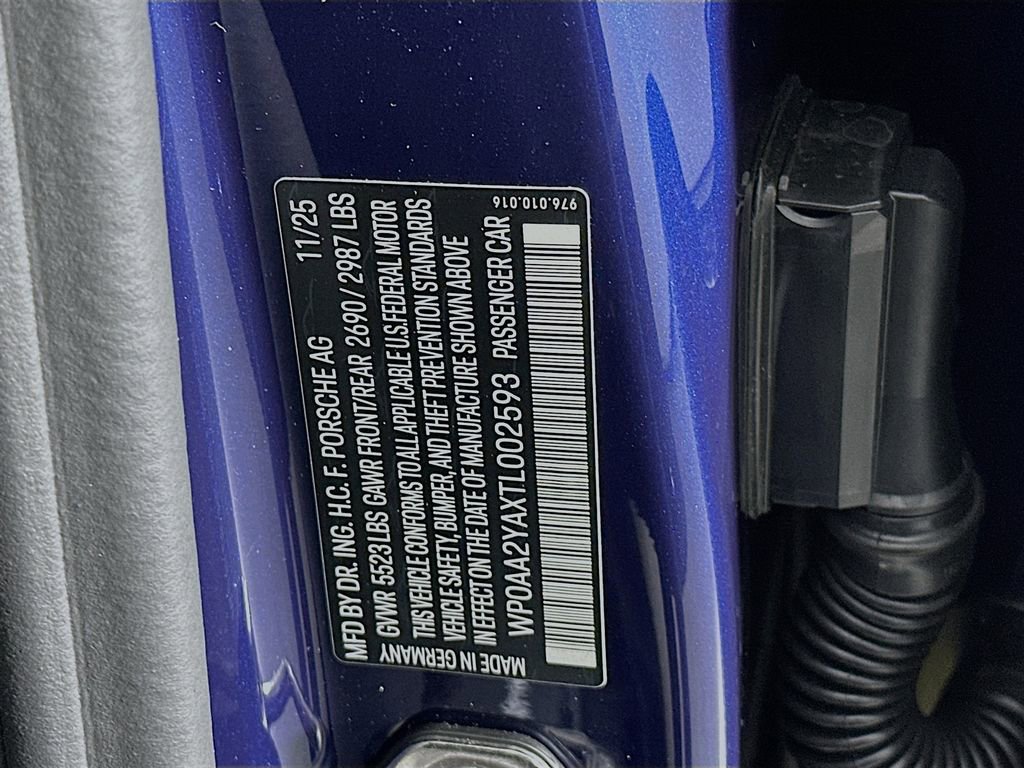 MFD BY DR. ING. H.C. F. PORSCHE AG 11/25
GVWR 5523 LBS GAWR FRONT/REAR 2690/2987 LBS
THIS VEHICLE CONFORMS TO ALL APPLICABLE U.S. FEDERAL MOTOR
VEHICLE SAFETY, BUMPER, AND THEFT PREVENTION STANDARDS
IN EFFECT ON THE DATE OF MANUFACTURE SHOWN ABOVE
WP0AA2YAXTL002593 PASSENGER CAR
MADE IN GERMANY
976.010.016